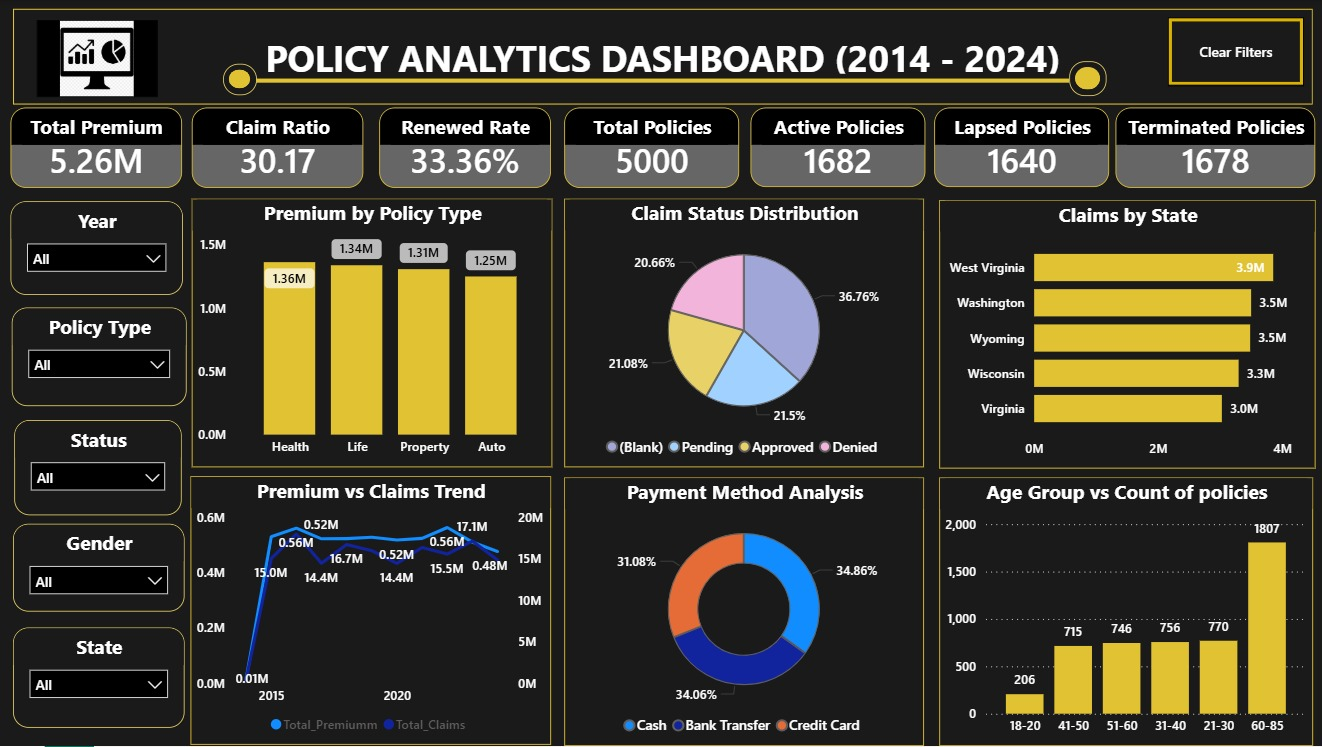 POLICY ANALYTICS DASHBOARD (2014 - 2024)
Clear Filters
Total Premium
5.26M
Claim Ratio
30.17
Renewed Rate
33.36%
Total Policies
5000
Active Policies
1682
Lapsed Policies
1640
Terminated Policies
1678
Year
All
Policy Type
All
Status
All
Gender
All
State
All
Premium by Policy Type
1.5M
1.0M
0.5M
0.0M
1.36M
1.34M
1.31M
1.25M
Health
Life
Property
Auto
Claim Status Distribution
20.66%
36.76%
21.08%
21.5%
(Blank)
Pending
Approved
Denied
Claims by State
West Virginia
3.9M
Washington
3.5M
Wyoming
3.5M
Wisconsin
3.3M
Virginia
3.0M
0M
2M
4M
Premium vs Claims Trend
0.6M
0.4M
0.2M
0.0M
20M
15M
10M
5M
0M
0.52M
17.1M
0.56M
0.56M
16.7M
0.52M
15.0M
14.4M
14.4M
15.5M
0.48M
0.01M
2015
2020
Total_Premiumm
Total_Claims
Payment Method Analysis
31.08%
34.86%
34.06%
Cash
Bank Transfer
Credit Card
Age Group vs Count of policies
2,000
1,500
1,000
500
0
206
715
746
756
770
1807
18-20
41-50
51-60
31-40
21-30
60-85